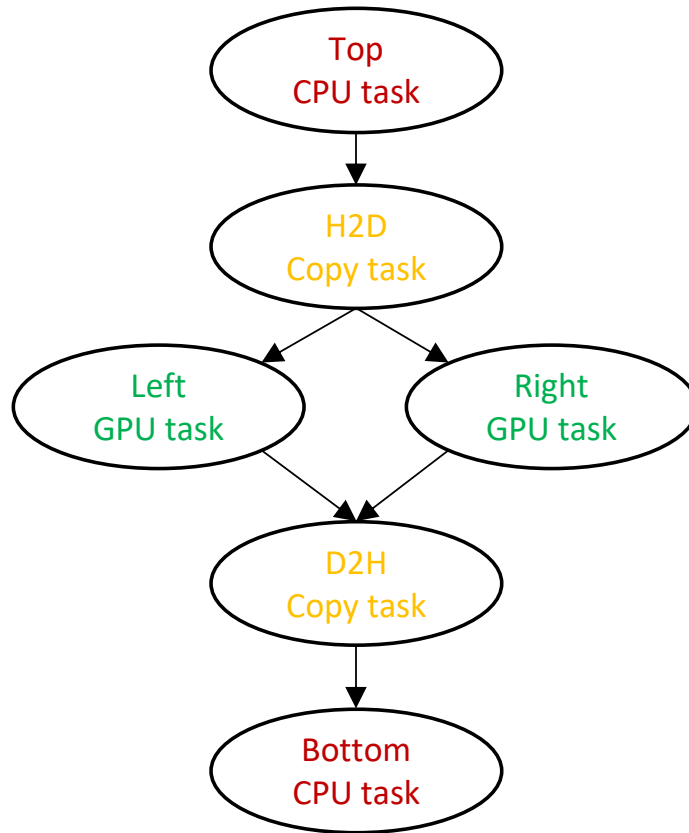 Top
CPU task
H2D
Copy task
Left
GPU task
Right
GPU task
D2H
Copy task
Bottom
CPU task